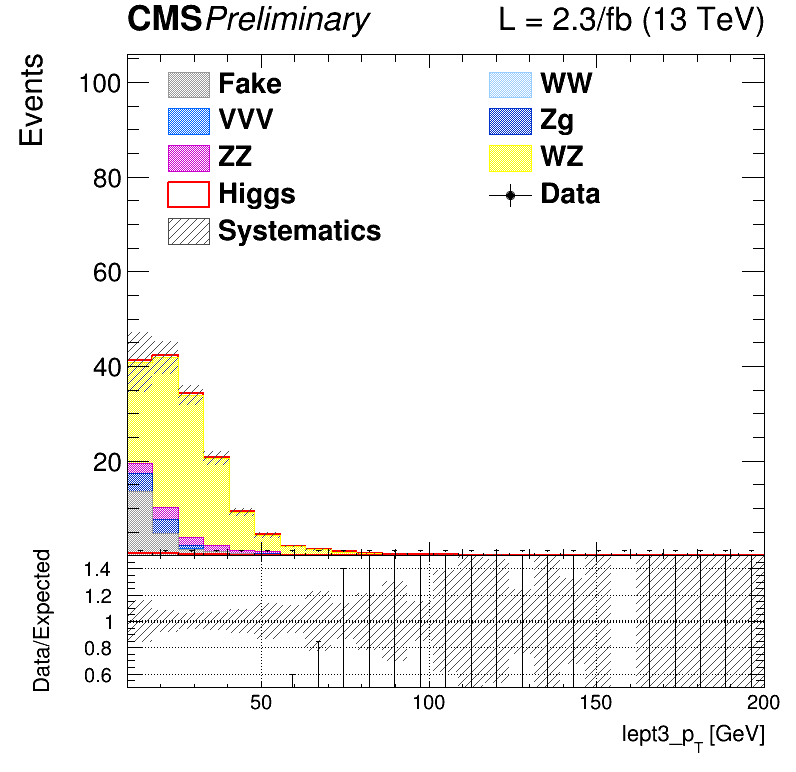 CMS Preliminary L = 2.3/fb (13 TeV)
Events
100
80
60
40
20
Fake
VVV
ZZ
Higgs
Systematics
WW
Zg
WZ
Data
Data/Expected
1.4
1.2
1
0.8
0.6
50 100 150 200
lept3_p_T [GeV]